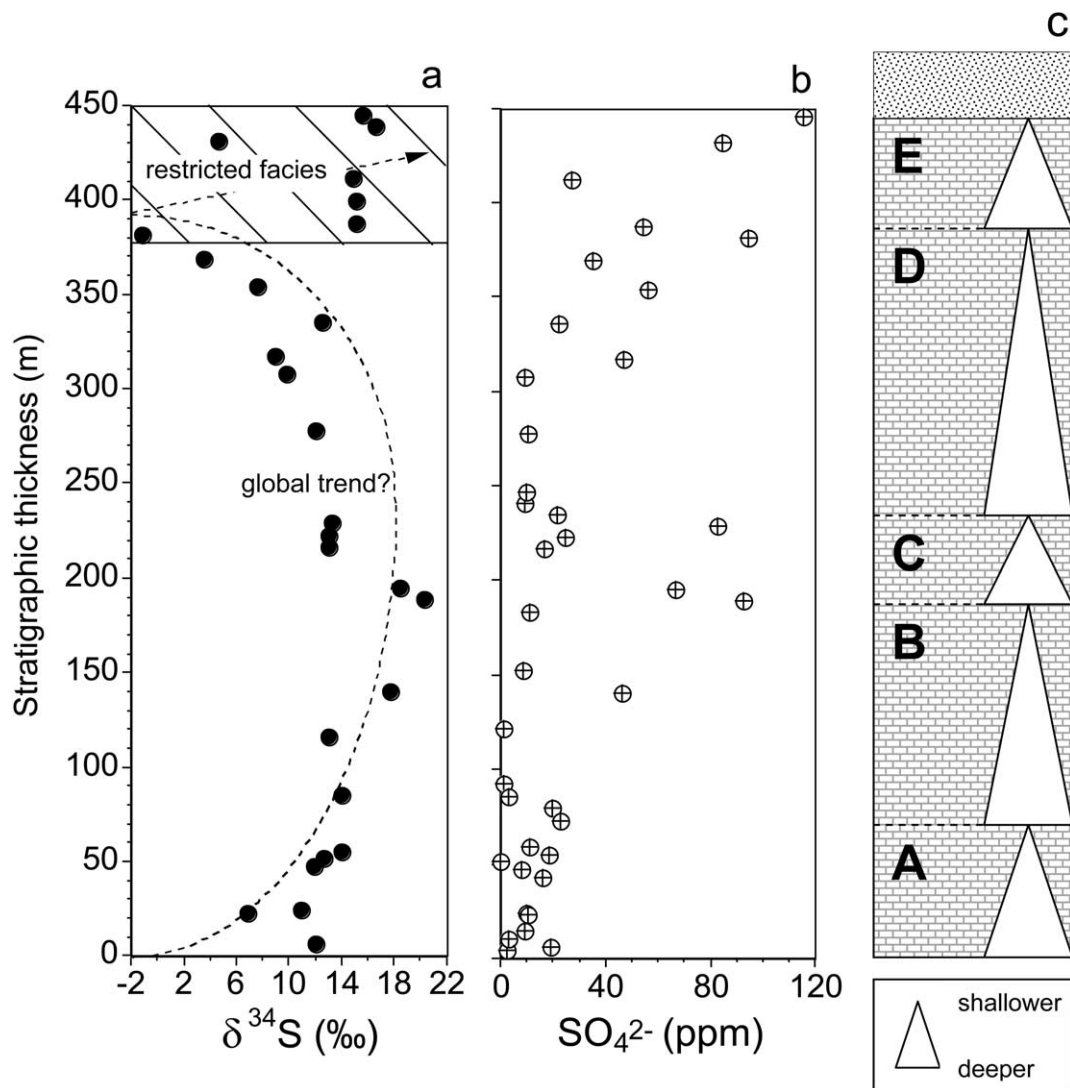 a
b
c
Stratigraphic thickness (m)
450
400
350
300
250
200
150
100
50
0
restricted facies
global trend?
-2 2 6 10 14 18 22
δ ³⁴S (‰)
0 40 80 120
SO₄²⁻ (ppm)
E
D
C
B
A
shallower
deeper